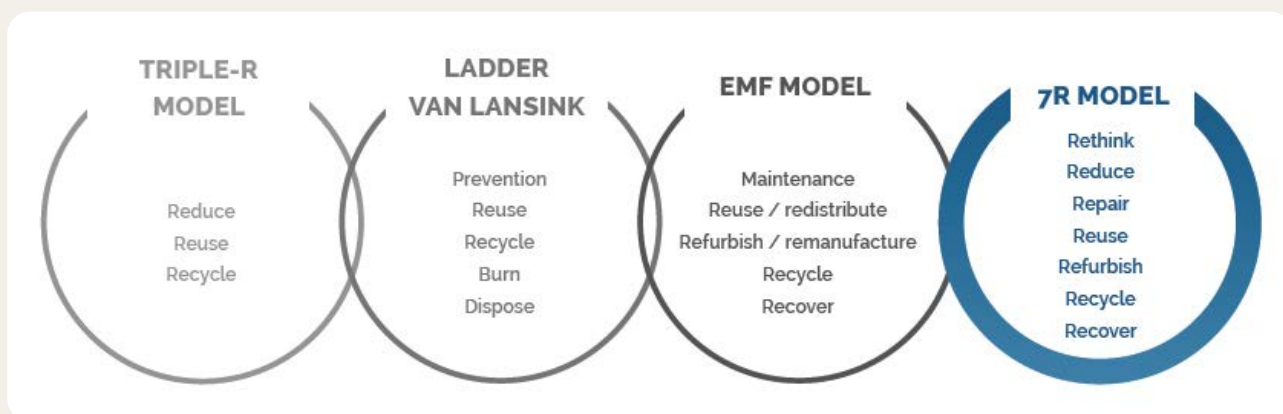 TRIPLE-R
MODEL
Reduce
Reuse
Recycle
LADDER
VAN LANSINK
Prevention
Reuse
Recycle
Burn
Dispose
EMF MODEL
Maintenance
Reuse / redistribute
Refurbish / remanufacture
Recycle
Recover
7R MODEL
Rethink
Reduce
Repair
Reuse
Refurbish
Recycle
Recover